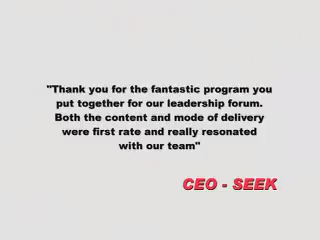 "Thank you for the fantastic program you
put together for our leadership forum.
Both the content and mode of delivery
were first rate and really resonated
with our team"
CEO - SEEK